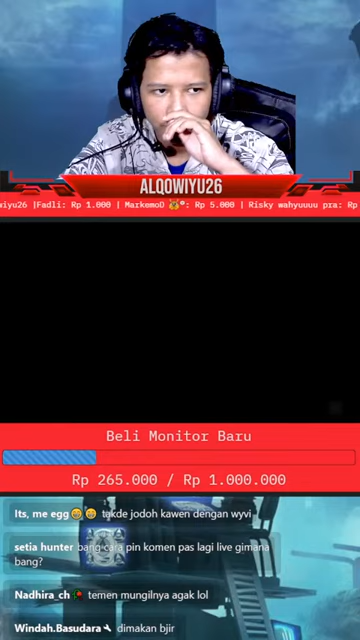 ALQOWIYU26
wiyu26 |Fadli: Rp 1.000 | MarkomoD 🐯°: Rp 5.000 | Risky wahyuuuu pra: Rp
Beli Monitor Baru
Rp 265.000 / Rp 1.000.000
Its, me egg😄😄 takde jodoh kawen dengan wyvi
setia hunter bang cara pin komen pas lagi live gimana
bang?
Nadhira_ch🥀 temen mungilnya agak lol
Windah.Basudara🔧 dimakan bjir